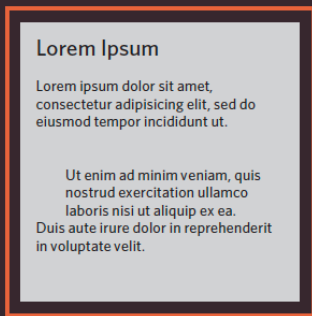 Lorem Ipsum
Lorem ipsum dolor sit amet,
consectetur adipisicing elit, sed do
eiusmod tempor incididunt ut.
Ut enim ad minim veniam, quis
nostrud exercitation ullamco
laboris nisi ut aliquip ex ea.
Duis aute irure dolor in reprehenderit
in voluptate velit.